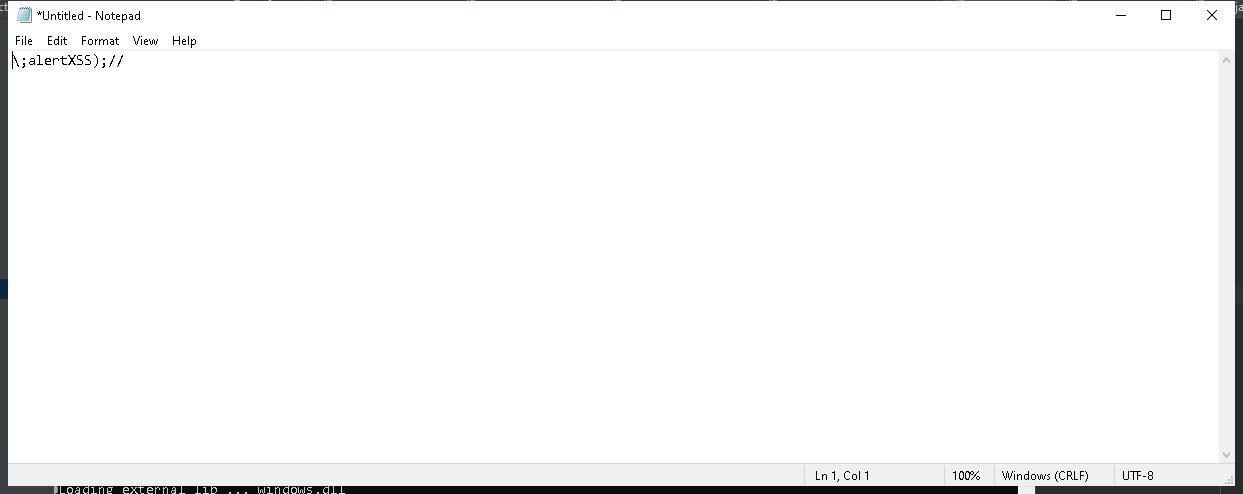 *Untitled - Notepad
File Edit Format View Help
\;alertXSS);//
Ln 1, Col 1 100% Windows (CRLF) UTF-8
Loading external lib ... windows.dll